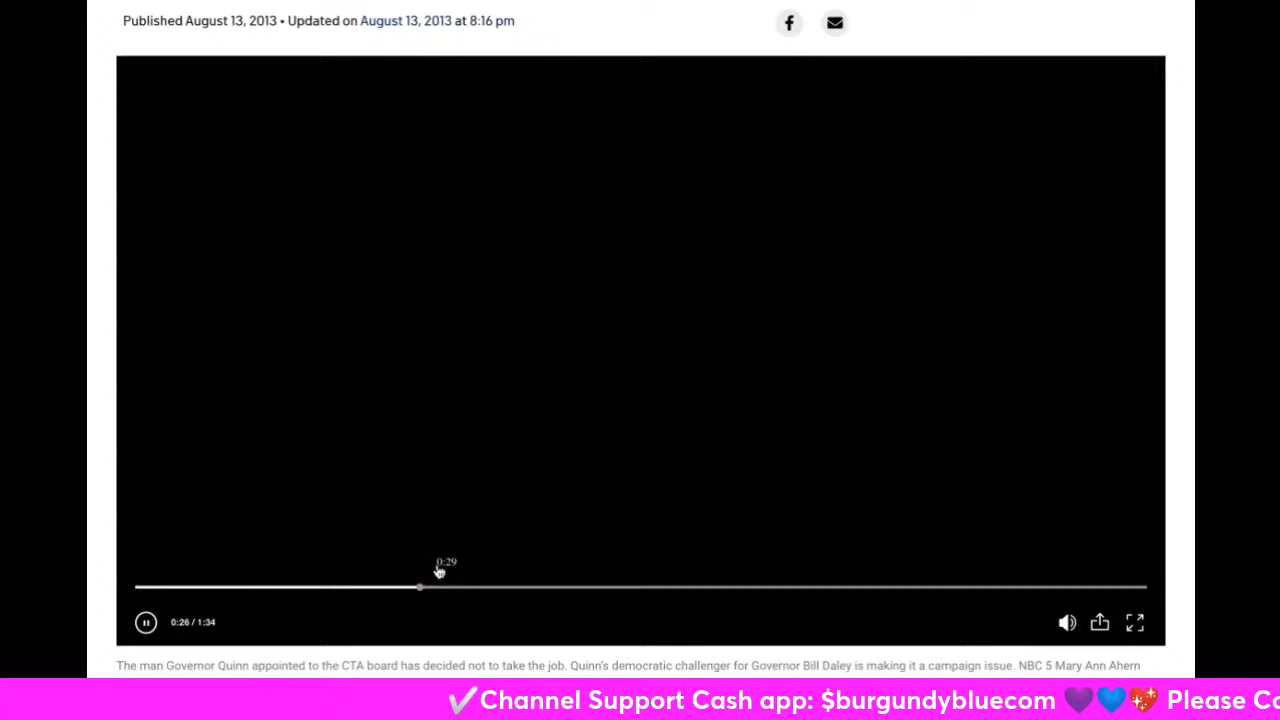 Published August 13, 2013 • Updated on August 13, 2013 at 8:16 pm
0:29
0:26 / 1:34
The man Governor Quinn appointed to the CTA board has decided not to take the job. Quinn's democratic challenger for Governor Bill Daley is making it a campaign issue. NBC 5 Mary Ann Ahern
✔Channel Support Cash app: $burgundybluecom 💜💙💖 Please Co